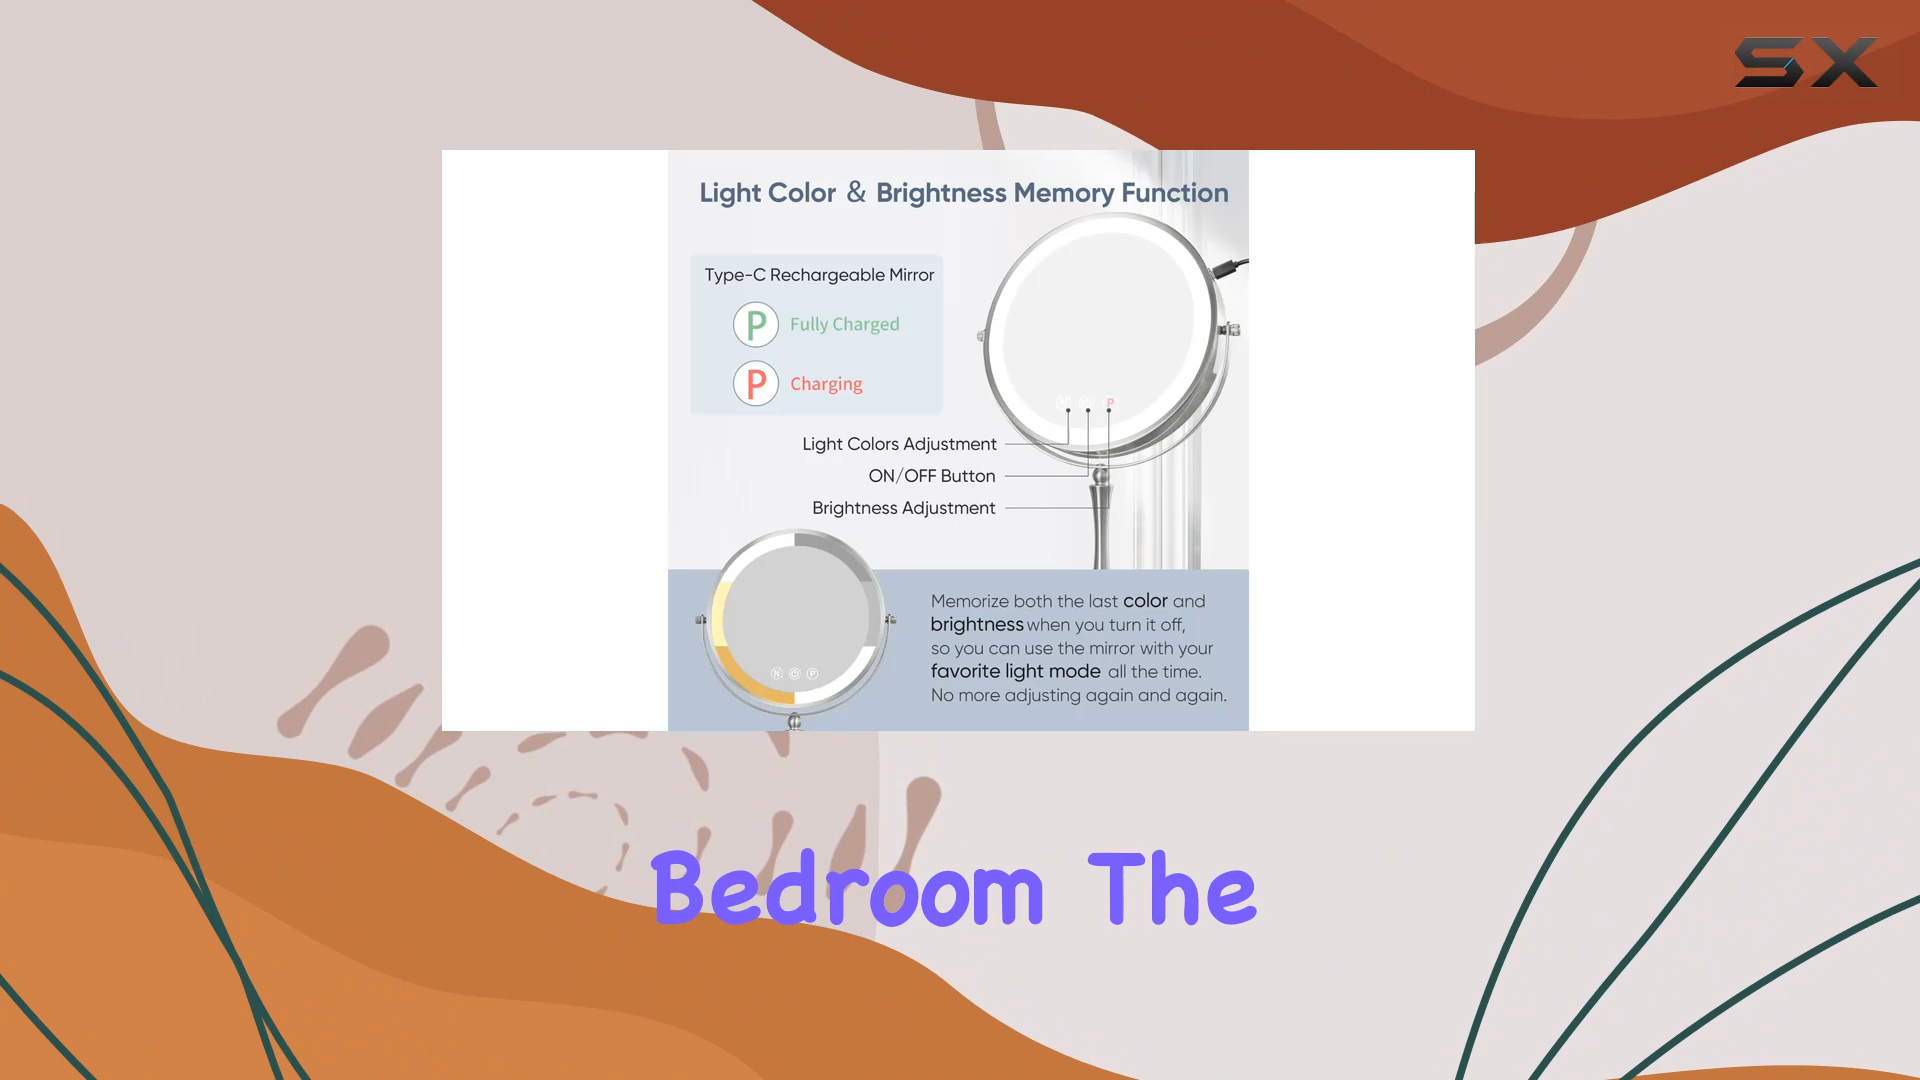 SX
Light Color & Brightness Memory Function
Type-C Rechargeable Mirror
P Fully Charged
P Charging
N P
Light Colors Adjustment
ON/OFF Button
Brightness Adjustment
Memorize both the last color and
brightness when you turn it off,
so you can use the mirror with your
favorite light mode all the time.
No more adjusting again and again.
N P
Bedroom The